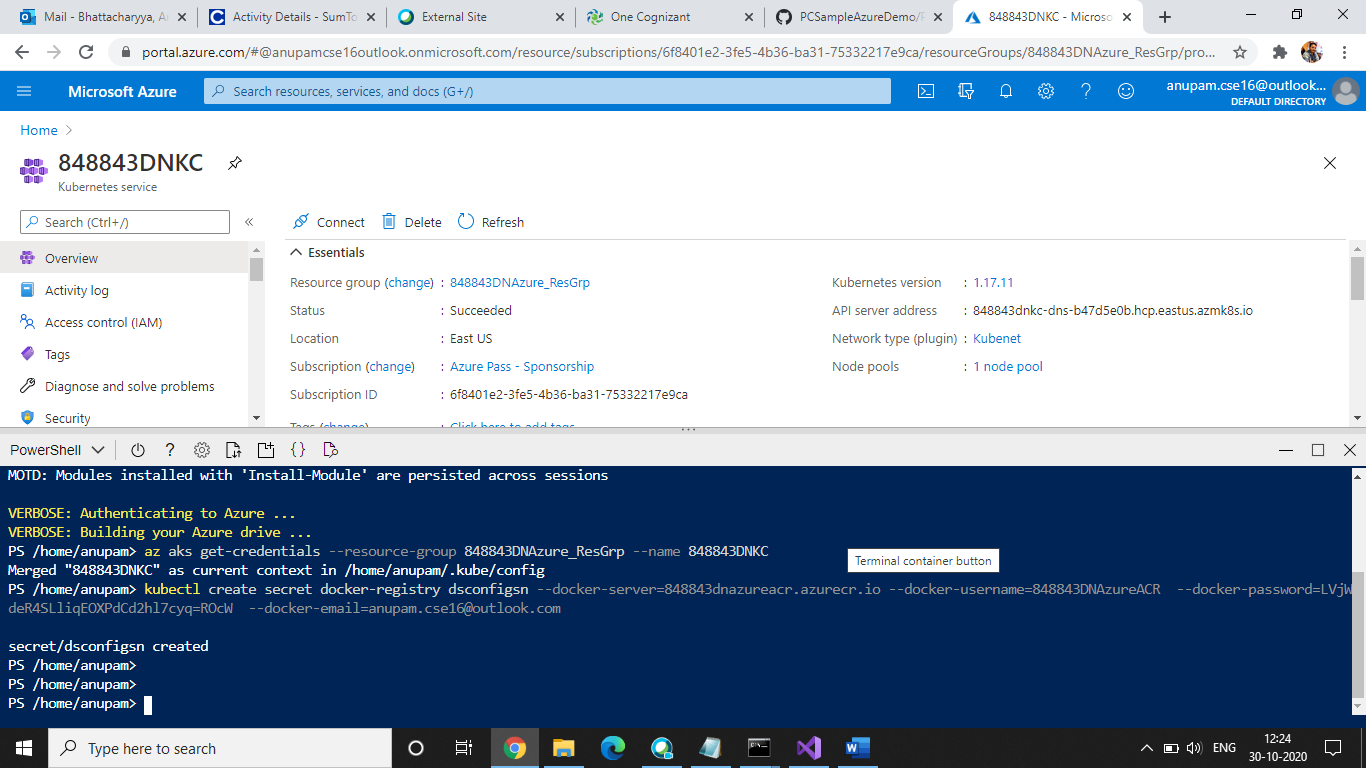 Mail - Bhattacharyya, A
Activity Details - SumTo
External Site
One Cognizant
PCSampleAzureDemo/P
848843DNKC - Microso
portal.azure.com/#@anupamcse16outlook.onmicrosoft.com/resource/subscriptions/6f8401e2-3fe5-4b36-ba31-75332217e9ca/resourceGroups/848843DNAzure_ResGrp/pro...
Microsoft Azure
Search resources, services, and docs (G+/)
anupam.cse16@outlook...
DEFAULT DIRECTORY
Home >
848843DNKC
Kubernetes service
Search (Ctrl+/)
«
Connect
Delete
Refresh
Overview
Activity log
Access control (IAM)
Tags
Diagnose and solve problems
Security
Essentials
Resource group (change) : 848843DNAzure_ResGrp
Status : Succeeded
Location : East US
Subscription (change) : Azure Pass - Sponsorship
Subscription ID : 6f8401e2-3fe5-4b36-ba31-75332217e9ca
Tags (change) : Click here to add tags
Kubernetes version : 1.17.11
API server address : 848843dnkc-dns-b47d5e0b.hcp.eastus.azmk8s.io
Network type (plugin) : Kubenet
Node pools : 1 node pool
PowerShell
?
{}
MOTD: Modules installed with 'Install-Module' are persisted across sessions
VERBOSE: Authenticating to Azure ...
VERBOSE: Building your Azure drive ...
PS /home/anupam> az aks get-credentials --resource-group 848843DNAzure_ResGrp --name 848843DNKC
Merged "848843DNKC" as current context in /home/anupam/.kube/config
Terminal container button
PS /home/anupam> kubectl create secret docker-registry dsconfigsn --docker-server=848843dnazureacr.azurecr.io --docker-username=848843DNAzureACR --docker-password=LVjW
deR4SLliqEOXPdCd2hl7cyq=ROcW --docker-email=anupam.cse16@outlook.com
secret/dsconfigsn created
PS /home/anupam>
PS /home/anupam>
PS /home/anupam>
Type here to search
ENG
12:24
30-10-2020